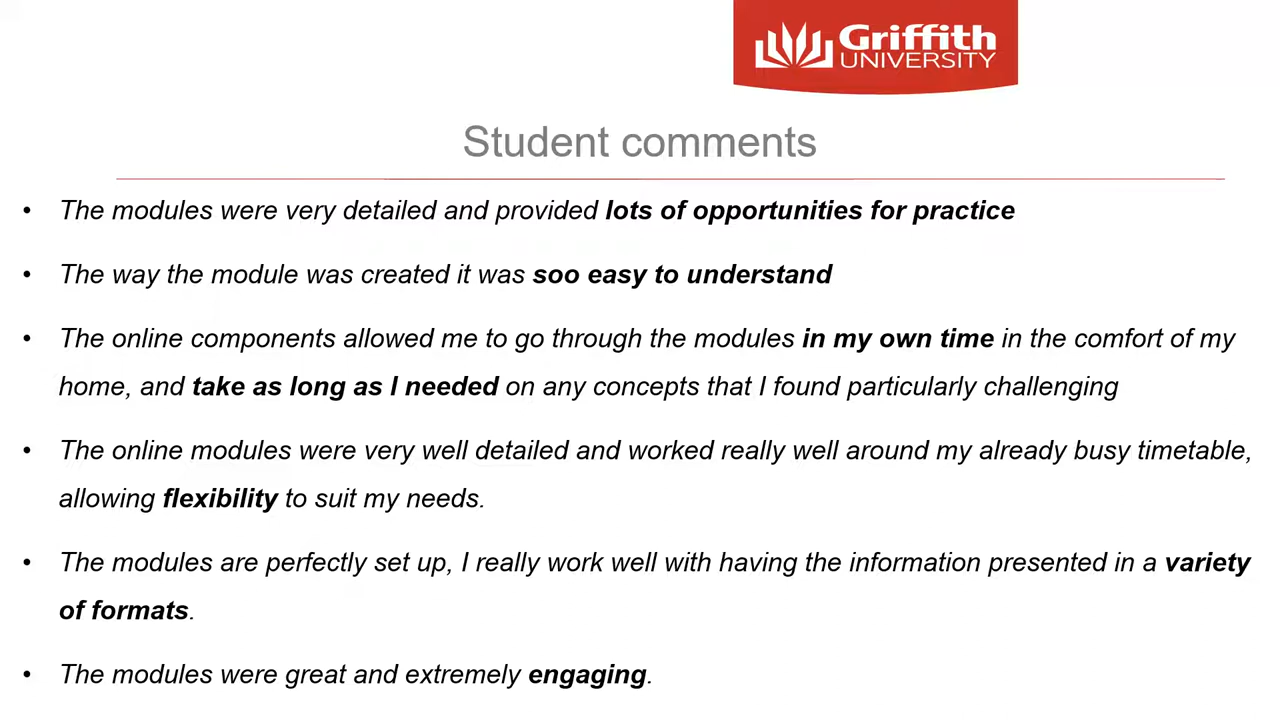 Griffith
UNIVERSITY
Student comments
• The modules were very detailed and provided lots of opportunities for practice
• The way the module was created it was soo easy to understand
• The online components allowed me to go through the modules in my own time in the comfort of my
home, and take as long as I needed on any concepts that I found particularly challenging
• The online modules were very well detailed and worked really well around my already busy timetable,
allowing flexibility to suit my needs.
• The modules are perfectly set up, I really work well with having the information presented in a variety
of formats.
• The modules were great and extremely engaging.